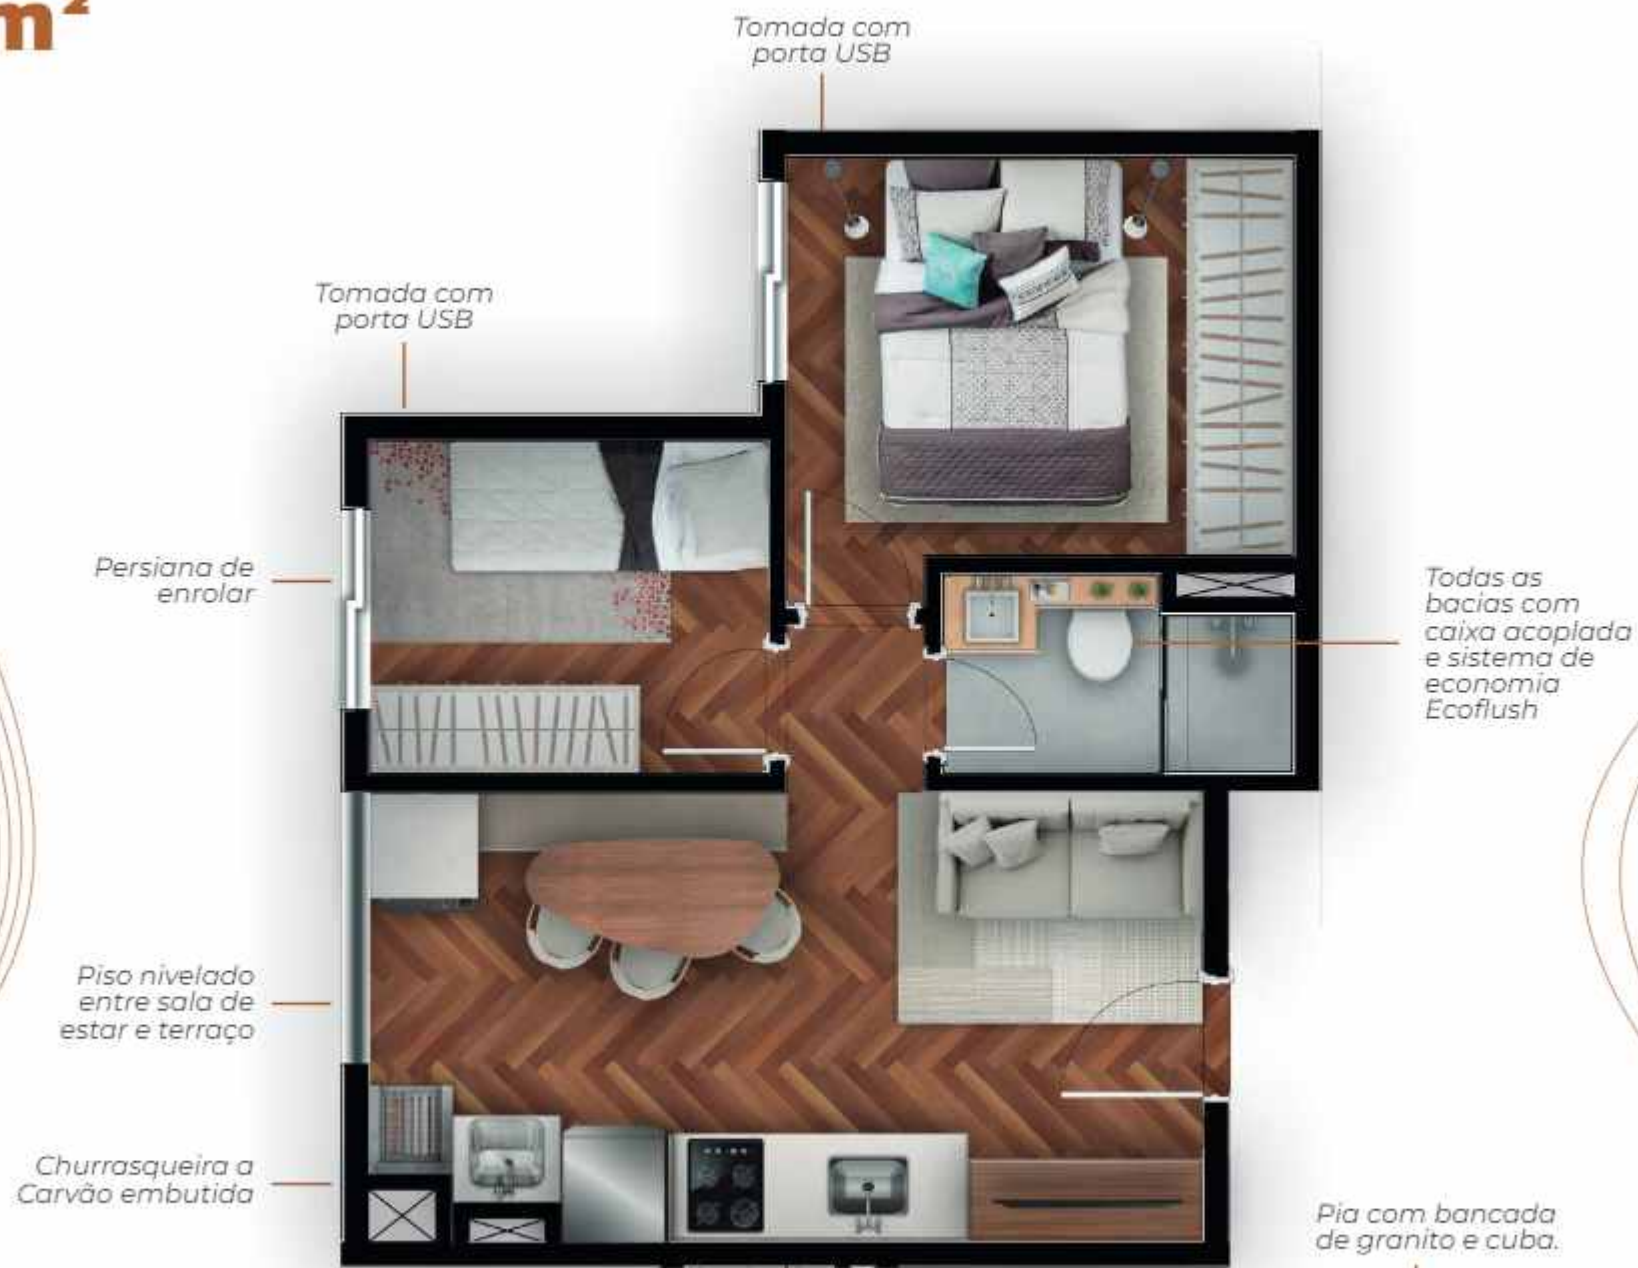 m²
Tomada com
porta USB
Tomada com
porta USB
Persiana de
enrolar
Todas as
bacias com
caixa acoplada
e sistema de
economia
Ecoflush
Piso nivelado
entre sala de
estar e terraço
Churrasqueira a
Carvão embutida
Pia com bancada
de granito e cuba.